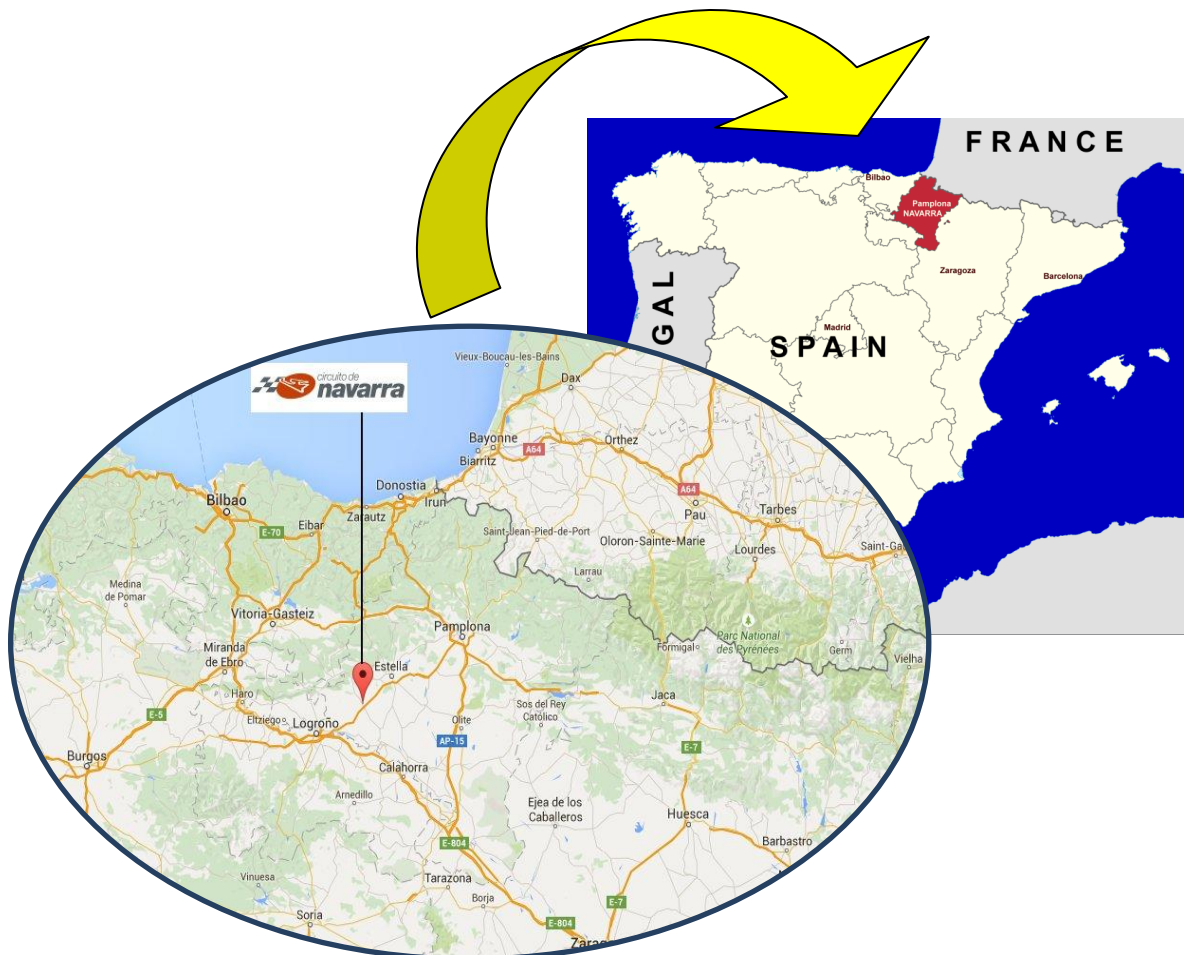 FRANCE
Bilbao
Pamplona
NAVARRA
Zaragoza
Barcelona
GAL
Madrid
SPAIN
circuito de
navarra
Vieux-Boucau-les-Bains
Dax
Bayonne
Biarritz
A64
Orthez
Donostia
Irun
Zarautz
A64
Pau
Tarbes
Bilbao
E-70
Eibar
Saint-Jean-Pied-de-Port
Oloron-Sainte-Marie
Lourdes
Saint-Ga
Larrau
Medina
de Pomar
Vitoria-Gasteiz
Pamplona
Parc National
des Pyrénées
Miranda
de Ebro
Formigal
Germ
Vielha
Estella
Haro
Jaca
Eltziego
Logroño
Olite
Sos del Rey
Católico
E-5
AP-15
E-7
Burgos
Calahorra
Arnedillo
Ejea de los
Caballeros
Huesca
E-804
Barbastro
Vinuesa
Tarazona
Borja
E-7
Soria
E-804
Zarag